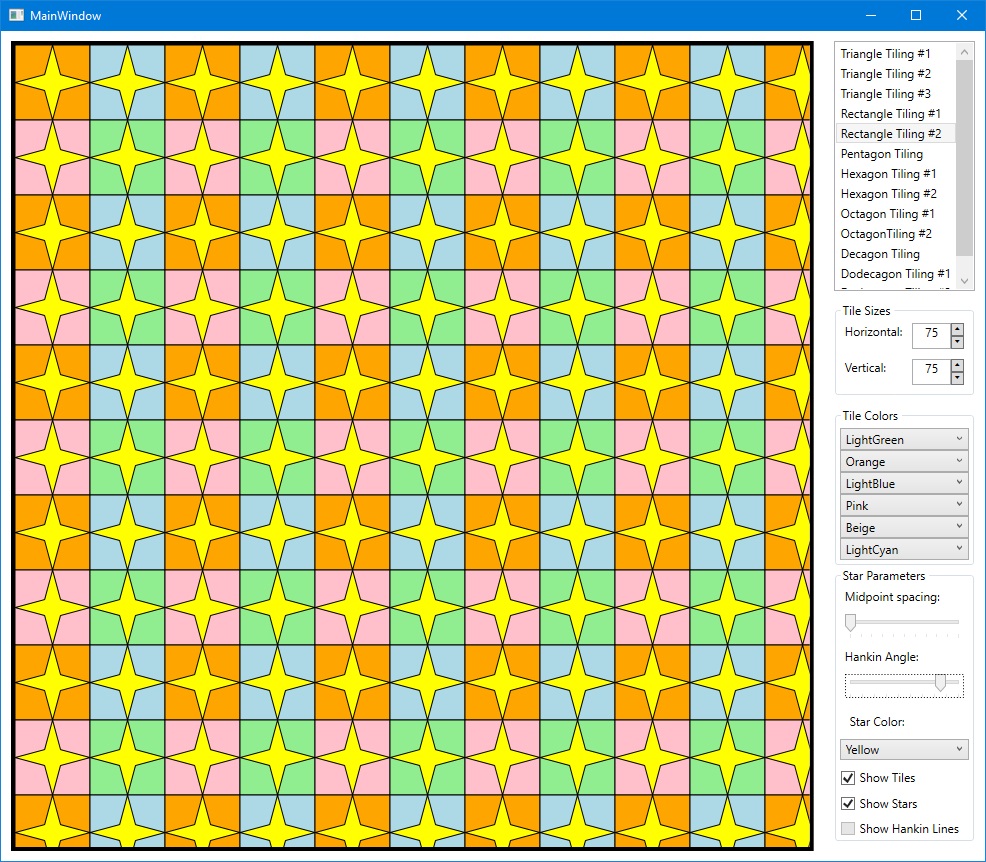 MainWindow
Triangle Tiling #1
Triangle Tiling #2
Triangle Tiling #3
Rectangle Tiling #1
Rectangle Tiling #2
Pentagon Tiling
Hexagon Tiling #1
Hexagon Tiling #2
Octagon Tiling #1
OctagonTiling #2
Decagon Tiling
Dodecagon Tiling #1
Tile Sizes
Horizontal: 75
Vertical: 75
Tile Colors
LightGreen
Orange
LightBlue
Pink
Beige
LightCyan
Star Parameters
Midpoint spacing:
Hankin Angle:
Star Color:
Yellow
Show Tiles
Show Stars
Show Hankin Lines